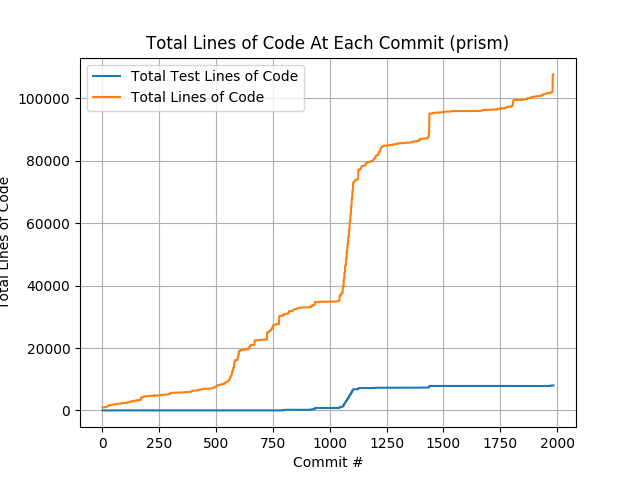 Total Lines of Code At Each Commit (prism)
Total Test Lines of Code
Total Lines of Code
Total Lines of Code
100000
80000
60000
40000
20000
0
0 250 500 750 1000 1250 1500 1750 2000
Commit #